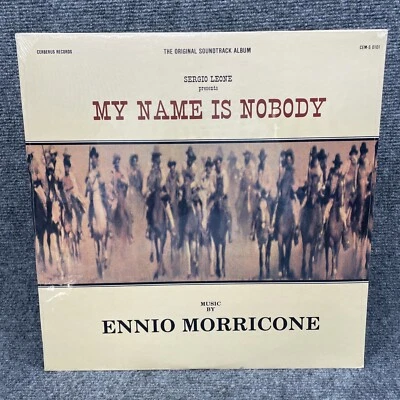 CERBERUS RECORDS THE ORIGINAL SOUNDTRACK ALBUM CEM-S 0101
SERGIO LEONE
presents
MY NAME IS NOBODY
MUSIC
BY
ENNIO MORRICONE